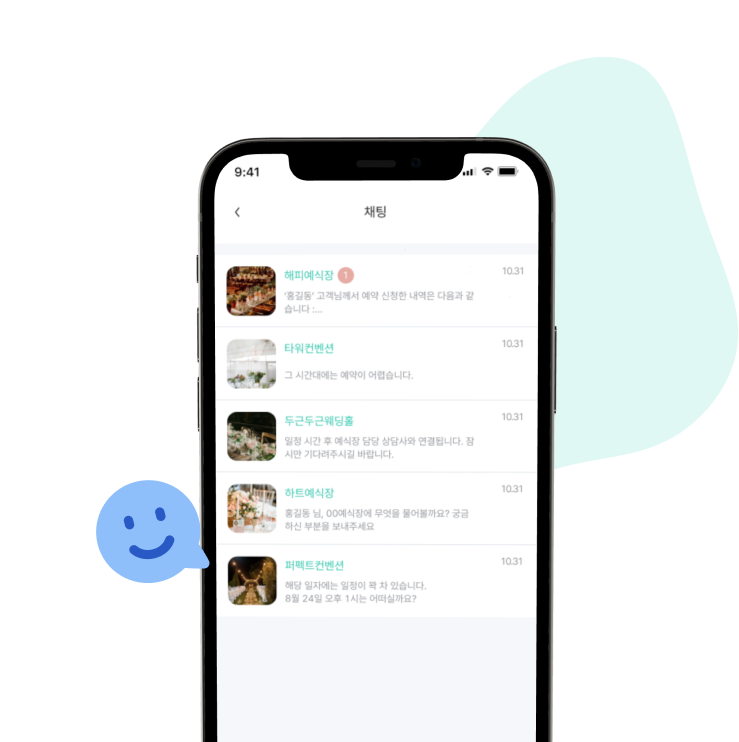 9:41
채팅
해피예식장 1
10.31
'홍길동' 고객님께서 예약 신청한 내역은 다음과 같
습니다 :...
타워컨벤션
10.31
그 시간대에는 예약이 어렵습니다.
두근두근웨딩홀
10.31
일정 시간 후 예식장 담당 상담사와 연결됩니다. 잠
시만 기다려주시길 바랍니다.
하트예식장
10.31
홍길동 님, 00예식장에 무엇을 물어볼까요? 궁금
하신 부분을 보내주세요
퍼펙트컨벤션
10.31
해당 일자에는 일정이 꽉 차 있습니다.
8월 24일 오후 1시는 어떠실까요?